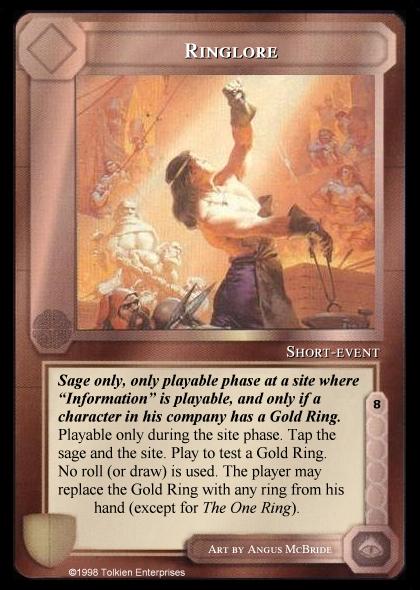 Ringlore
Short-event
Sage only, only playable phase at a site where
“Information” is playable, and only if a
character in his company has a Gold Ring.
Playable only during the site phase. Tap the
sage and the site. Play to test a Gold Ring.
No roll (or draw) is used. The player may
replace the Gold Ring with any ring from his
hand (except for The One Ring).
8
Art by Angus McBride
©1998 Tolkien Enterprises